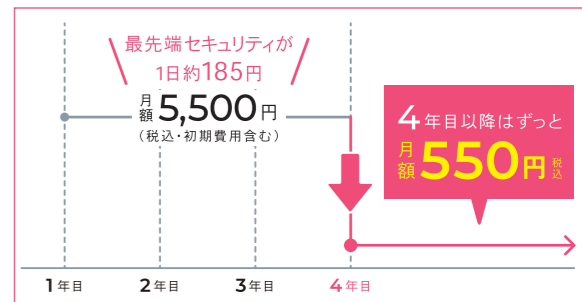 最先端セキュリティが
1日約185円
月額5,500円
(税込・初期費用含む)
4年目以降はずっと
月額550円税込
1年目
2年目
3年目
4年目